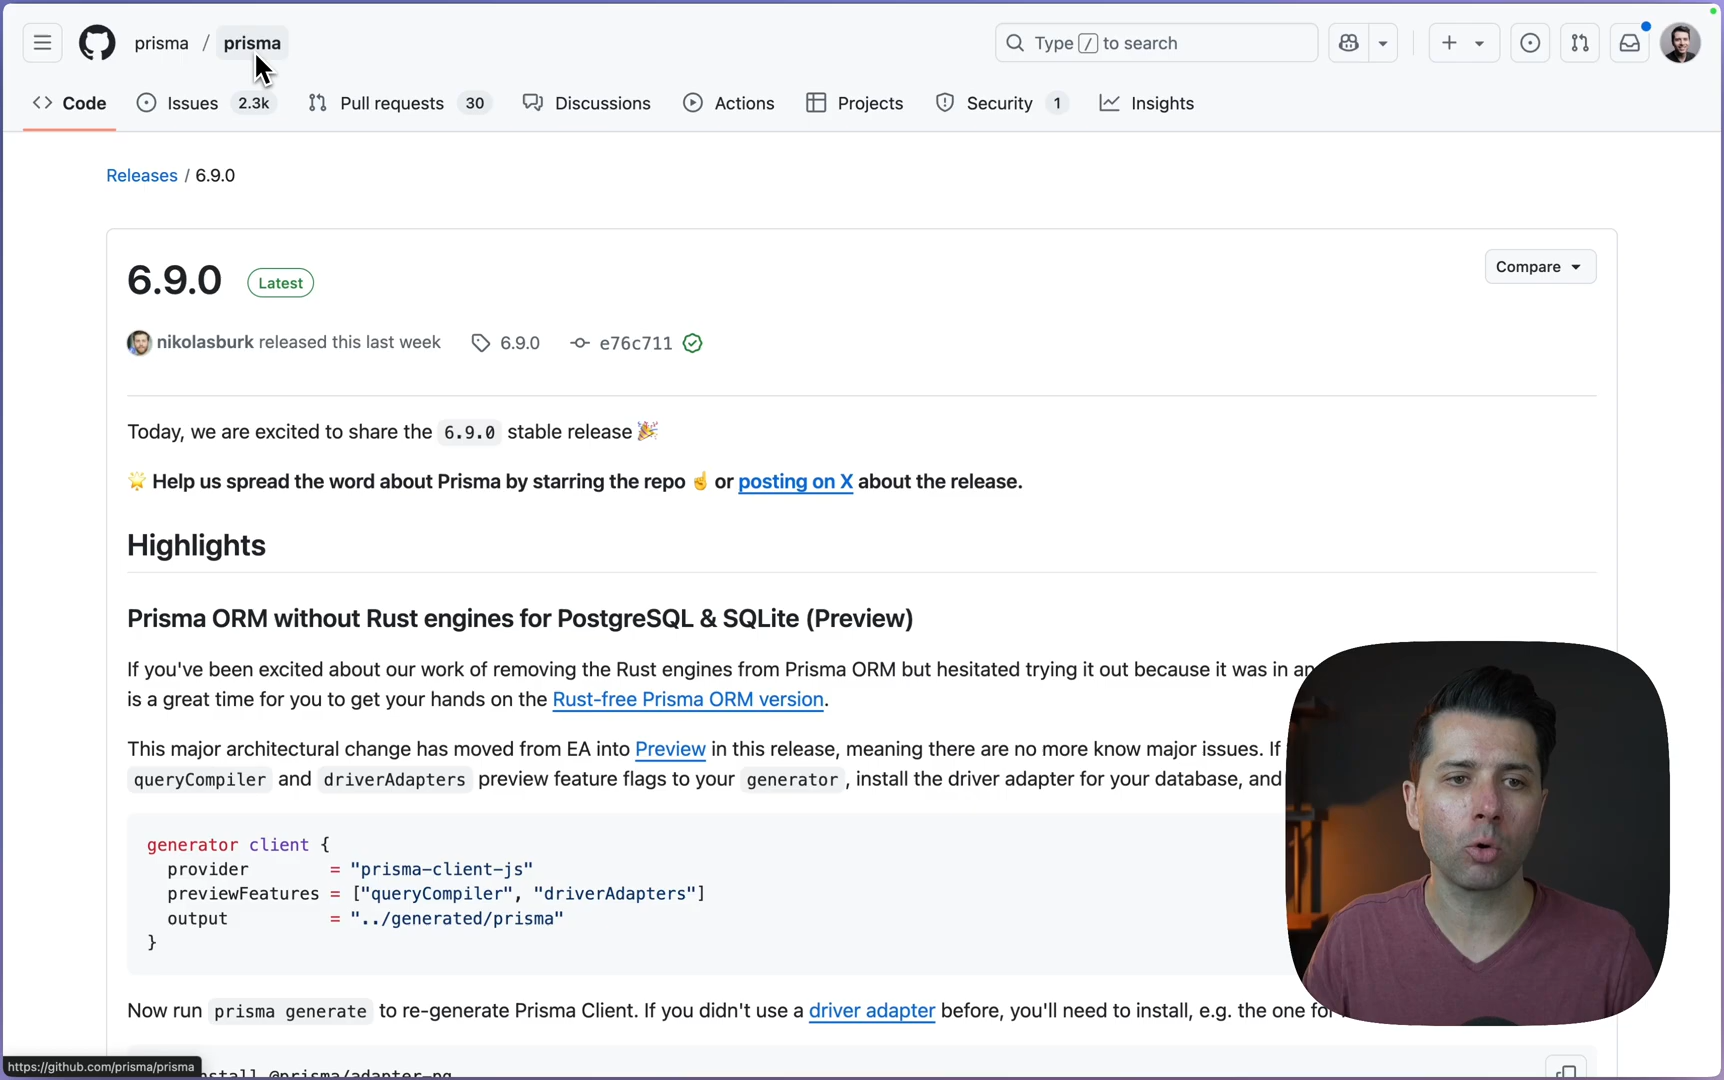 prisma / prisma
Type / to search
Code
Issues 2.3k
Pull requests 30
Discussions
Actions
Projects
Security 1
Insights
Releases / 6.9.0
6.9.0 Latest
Compare
nikolasburk released this last week 6.9.0 e76c711
Today, we are excited to share the 6.9.0 stable release 🎉
🌟 Help us spread the word about Prisma by starring the repo ☝️ or posting on X about the release.
Highlights
Prisma ORM without Rust engines for PostgreSQL & SQLite (Preview)
If you've been excited about our work of removing the Rust engines from Prisma ORM but hesitated trying it out because it was in an
is a great time for you to get your hands on the Rust-free Prisma ORM version.
This major architectural change has moved from EA into Preview in this release, meaning there are no more know major issues. If
queryCompiler and driverAdapters preview feature flags to your generator, install the driver adapter for your database, and
generator client {
provider = "prisma-client-js"
previewFeatures = ["queryCompiler", "driverAdapters"]
output = "../generated/prisma"
}
Now run prisma generate to re-generate Prisma Client. If you didn't use a driver adapter before, you'll need to install, e.g. the one for
https://github.com/prisma/prisma
@prisma/adapter-pg